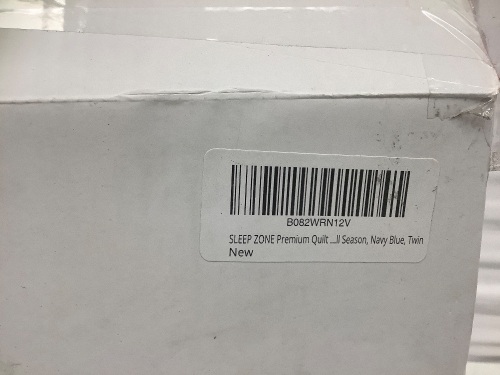 B082WRN12V
SLEEP ZONE Premium Quilt ...ll Season, Navy Blue, Twin
New